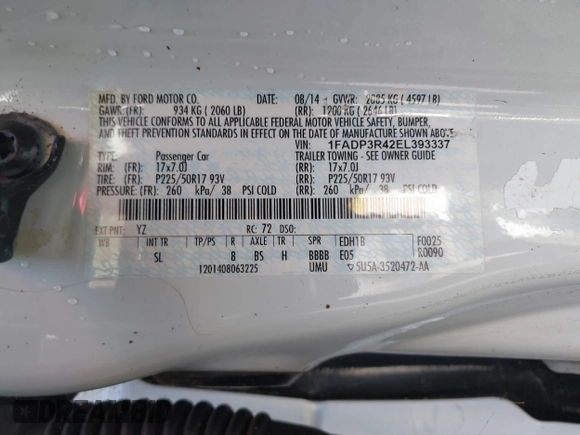 MFD. BY FORD MOTOR CO. DATE: 08/14 GVWR: 2085 KG ( 4597 LB)
GAWR: (FR): 934 KG ( 2060 LB) (RR): 1200 KG ( 2646 LB)
THIS VEHICLE CONFORMS TO ALL APPLICABLE FEDERAL MOTOR VEHICLE SAFETY, BUMPER,
AND THEFT PREVENTION STANDARDS IN EFFECT ON THE DATE OF MANUFACTURE SHOWN ABOVE.
VIN: 1FADP3R42EL393337
TYPE: Passenger Car TRAILER TOWING - SEE OWNER GUIDE
RIM: (FR): 17x7.0J (RR): 17x7.0J
TIRE: (FR): P225/50R17 93V (RR): P225/50R17 93V
PRESSURE: (FR): 260 kPa/ 38 PSI COLD (RR): 260 kPa/ 38 PSI COLD
EXT PNT: YZ RC: 72 DSO:
WB INT TR TP/PS R AXLE TR SPR EDH1B F0025
SL 8 BS H BBBB E05 R0090
1201408063225 UMU 5U5A-3520472-AA
DREAMBID